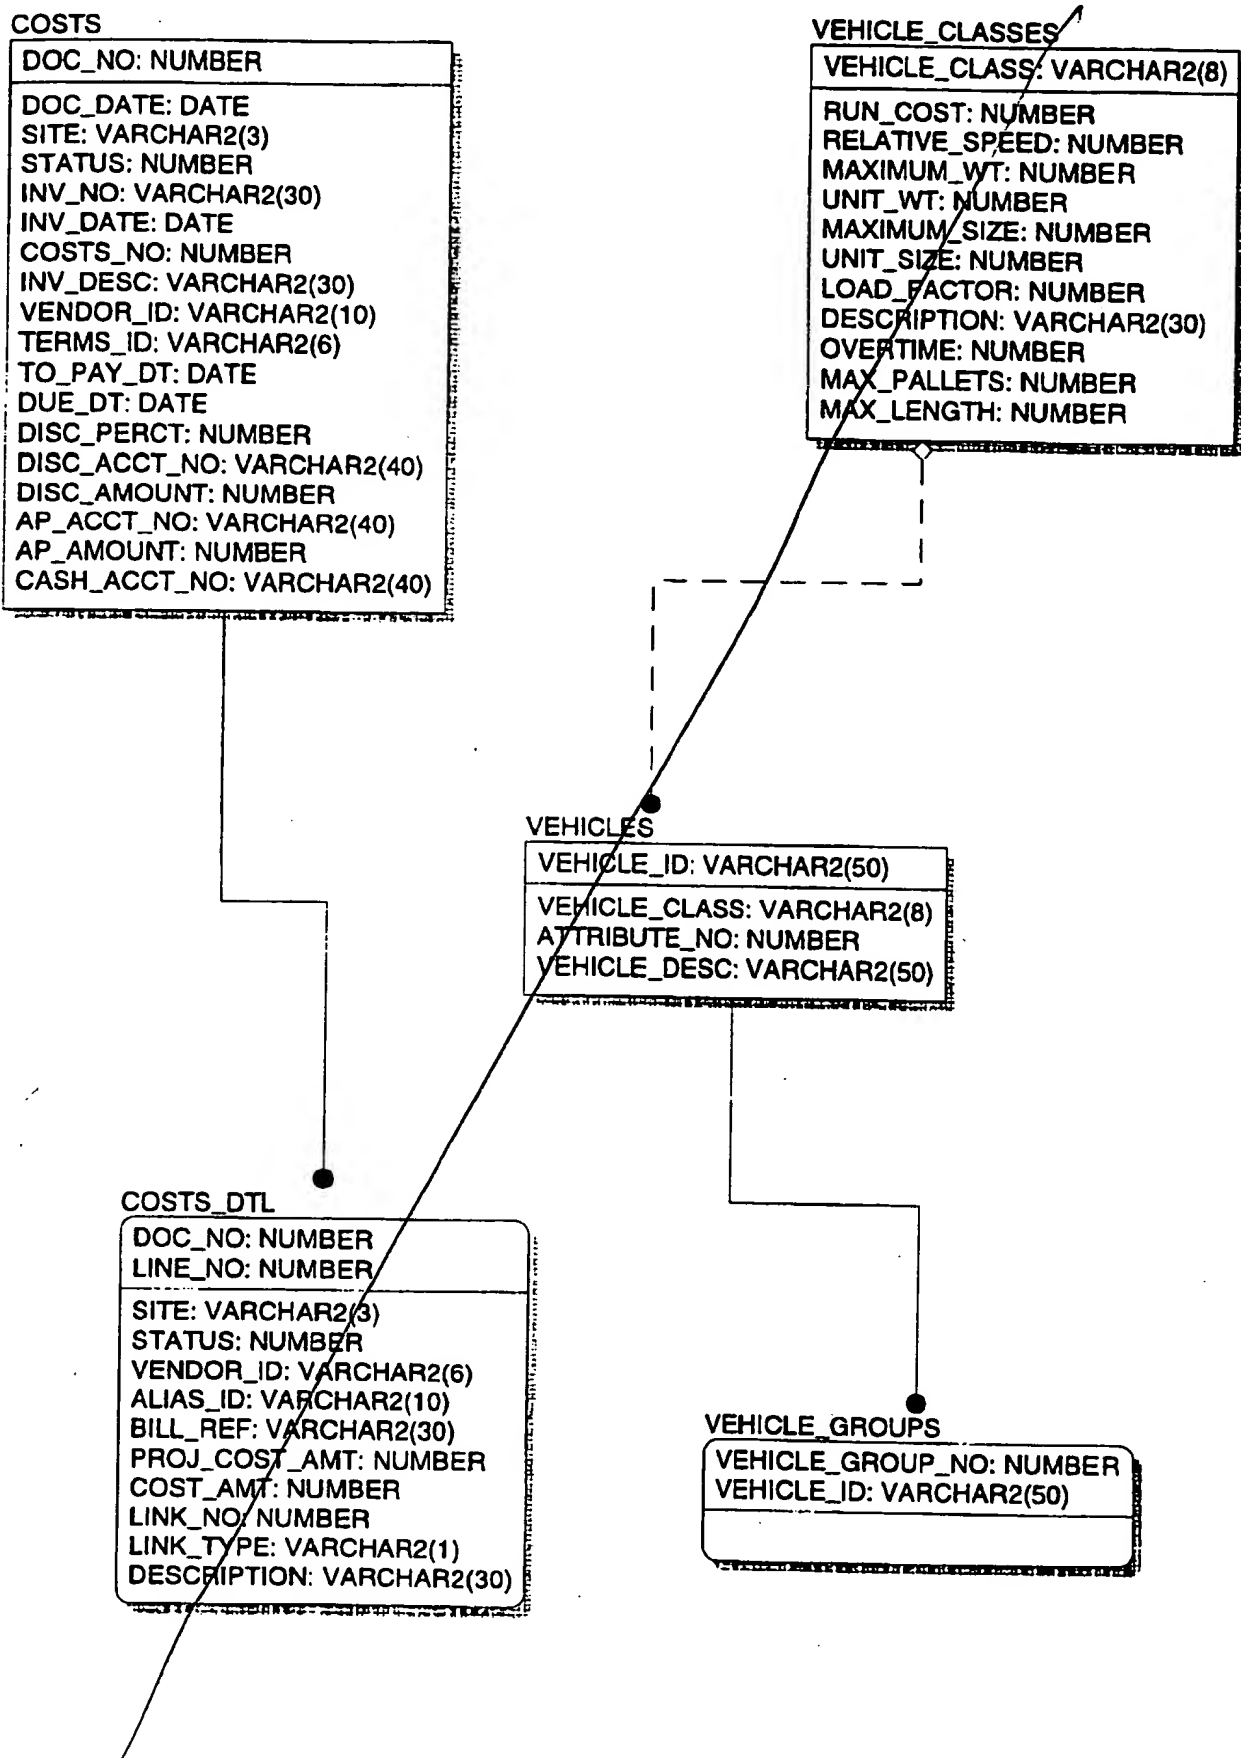 COSTS
DOC_NO: NUMBER
DOC_DATE: DATE
SITE: VARCHAR2(3)
STATUS: NUMBER
INV_NO: VARCHAR2(30)
INV_DATE: DATE
COSTS_NO: NUMBER
INV_DESC: VARCHAR2(30)
VENDOR_ID: VARCHAR2(10)
TERMS_ID: VARCHAR2(6)
TO_PAY_DT: DATE
DUE_DT: DATE
DISC_PERCT: NUMBER
DISC_ACCT_NO: VARCHAR2(40)
DISC_AMOUNT: NUMBER
AP_ACCT_NO: VARCHAR2(40)
AP_AMOUNT: NUMBER
CASH_ACCT_NO: VARCHAR2(40)
VEHICLE_CLASSES
VEHICLE_CLASS: VARCHAR2(8)
RUN_COST: NUMBER
RELATIVE_SPEED: NUMBER
MAXIMUM_WT: NUMBER
UNIT_WT: NUMBER
MAXIMUM_SIZE: NUMBER
UNIT_SIZE: NUMBER
LOAD_FACTOR: NUMBER
DESCRIPTION: VARCHAR2(30)
OVERTIME: NUMBER
MAX_PALLETS: NUMBER
MAX_LENGTH: NUMBER
VEHICLES
VEHICLE_ID: VARCHAR2(50)
VEHICLE_CLASS: VARCHAR2(8)
ATTRIBUTE_NO: NUMBER
VEHICLE_DESC: VARCHAR2(50)
COSTS_DTL
DOC_NO: NUMBER
LINE_NO: NUMBER
SITE: VARCHAR2(3)
STATUS: NUMBER
VENDOR_ID: VARCHAR2(6)
ALIAS_ID: VARCHAR2(10)
BILL_REF: VARCHAR2(30)
PROJ_COST_AMT: NUMBER
COST_AMT: NUMBER
LINK_NO: NUMBER
LINK_TYPE: VARCHAR2(1)
DESCRIPTION: VARCHAR2(30)
VEHICLE_GROUPS
VEHICLE_GROUP_NO: NUMBER
VEHICLE_ID: VARCHAR2(50)